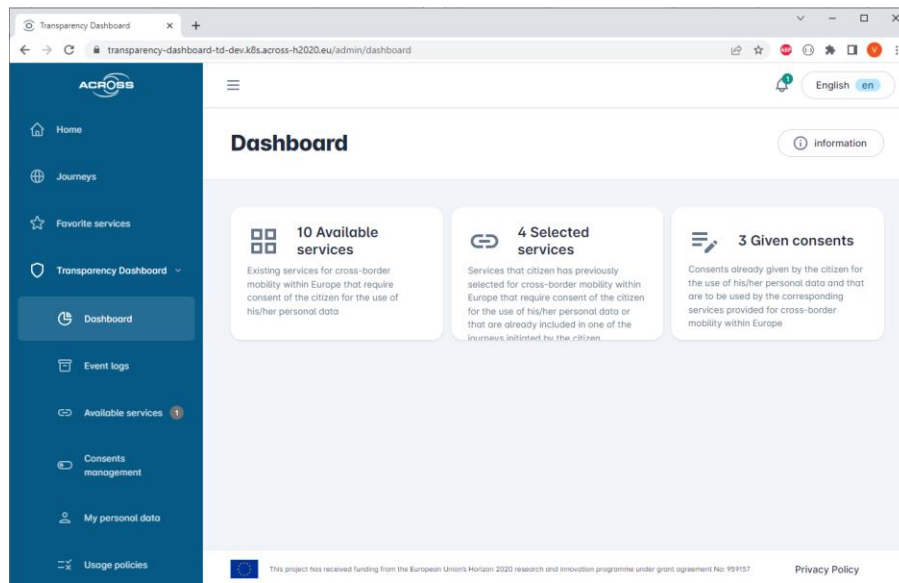 Transparency Dashboard
transparency-dashboard-td-dev.k8s.across-h2020.eu/admin/dashboard
ABP
V
ACROSS
1
English en
Home
Dashboard
information
Journeys
Favorite services
10 Available
services
Existing services for cross-border
mobility within Europe that require
consent of the citizen for the use of
his/her personal data
4 Selected
services
Services that citizen has previously
selected for cross-border mobility within
Europe that require consent of the citizen
for the use of his/her personal data or
that are already included in one of the
journeys initiated by the citizen
3 Given consents
Consents already given by the citizen for
the use of his/her personal data and that
are to be used by the corresponding
services provided for cross-border
mobility within Europe
Transparency Dashboard
Dashboard
Event logs
Available services 1
Consents
management
My personal data
Usage policies
This project has received funding from the European Union's Horizon 2020 research and innovation programme under grant agreement No: 959157
Privacy Policy